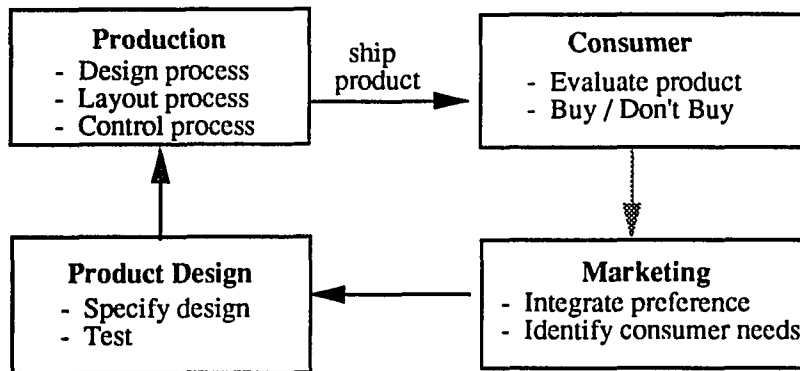 Production
- Design process
- Layout process
- Control process
ship
product
Consumer
- Evaluate product
- Buy / Don't Buy
Product Design
- Specify design
- Test
Marketing
- Integrate preference
- Identify consumer needs